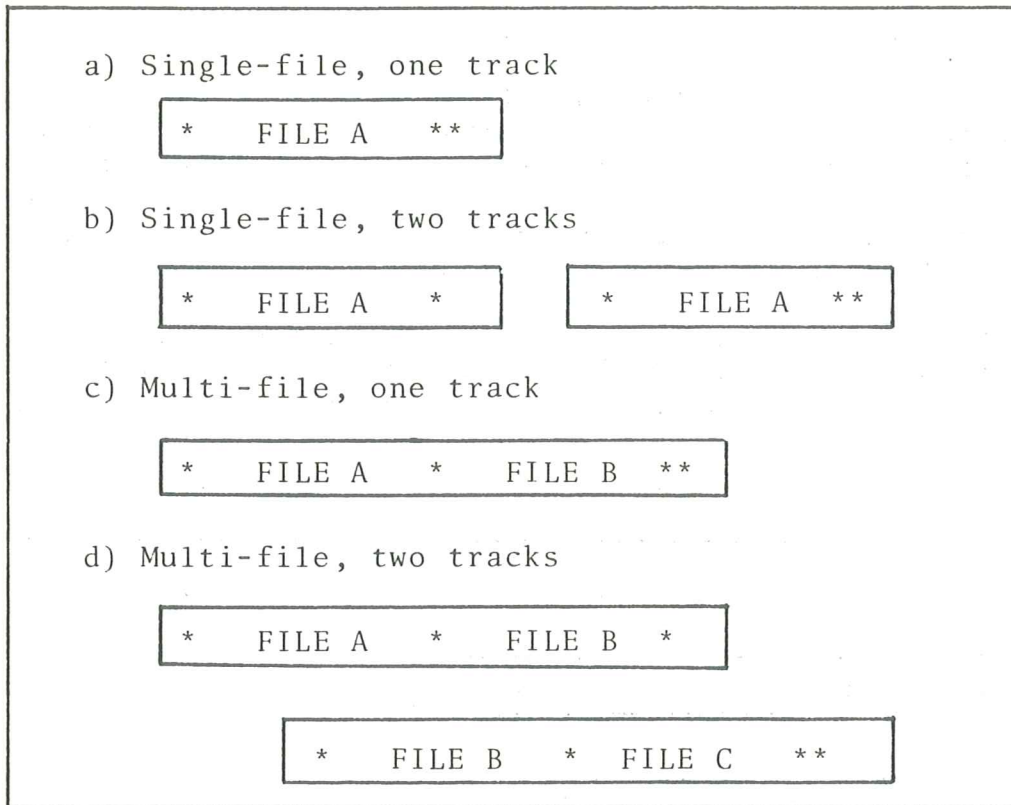 a) Single-file, one track
* FILE A **
b) Single-file, two tracks
* FILE A * * FILE A **
c) Multi-file, one track
* FILE A * FILE B **
d) Multi-file, two tracks
* FILE A * FILE B *
* FILE B * FILE C **